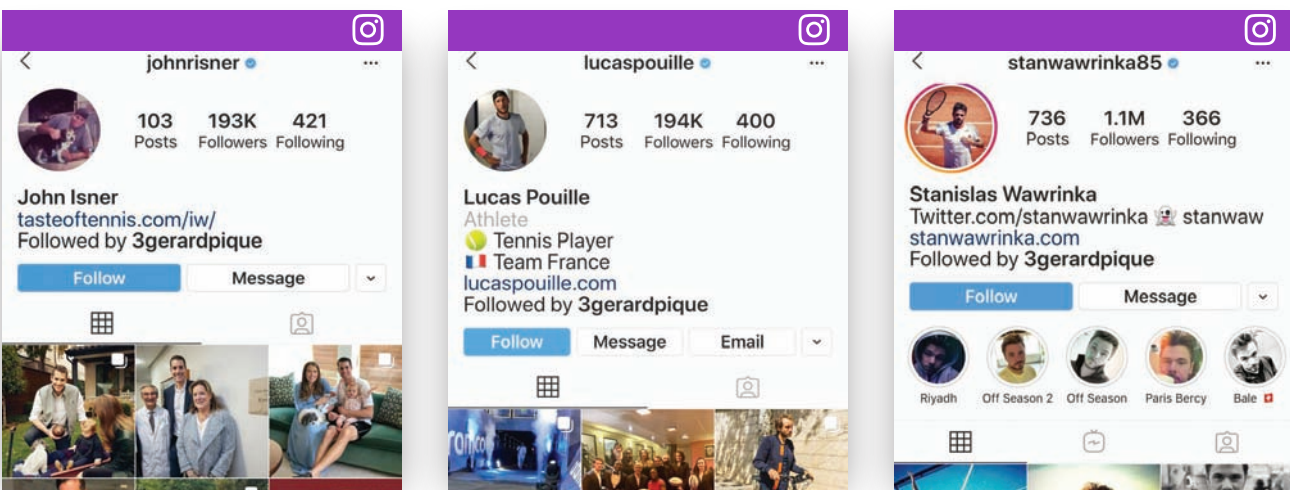 johnrisner
103 193K 421
Posts Followers Following
John Isner
tasteoftennis.com/iw/
Followed by 3gerardpique
Follow Message
lucaspouille
713 194K 400
Posts Followers Following
Lucas Pouille
Athlete
🎾 Tennis Player
🇫🇷 Team France
lucaspouille.com
Followed by 3gerardpique
Follow Message Email
stanwawrinka85
736 1.1M 366
Posts Followers Following
Stanislas Wawrinka
Twitter.com/stanwawrinka 👻 stanwaw
stanwawrinka.com
Followed by 3gerardpique
Follow Message
Riyadh Off Season 2 Off Season Paris Bercy Bale 🇨🇭